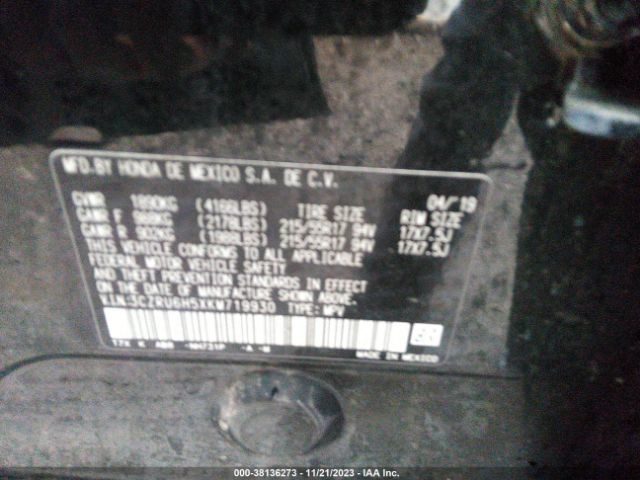 MFD.BY HONDA DE MEXICO S.A. DE C.V.
04/'19
GVWR 1890KG (4166LBS) TIRE SIZE RIM SIZE
GAWR F 988KG (2178LBS) 215/55R17 94V 17X7.5J
GAWR R 902KG (1988LBS) 215/55R17 94V 17X7.5J
THIS VEHICLE CONFORMS TO ALL APPLICABLE
FEDERAL MOTOR VEHICLE SAFETY
AND THEFT PREVENTION STANDARDS IN EFFECT
ON THE DATE OF MANUFACTURE SHOWN ABOVE.
V.I.N:3CZRU6H5XKM719930 TYPE: MPV
MADE IN MEXICO
000-38136273 - 11/21/2023 - IAA Inc.